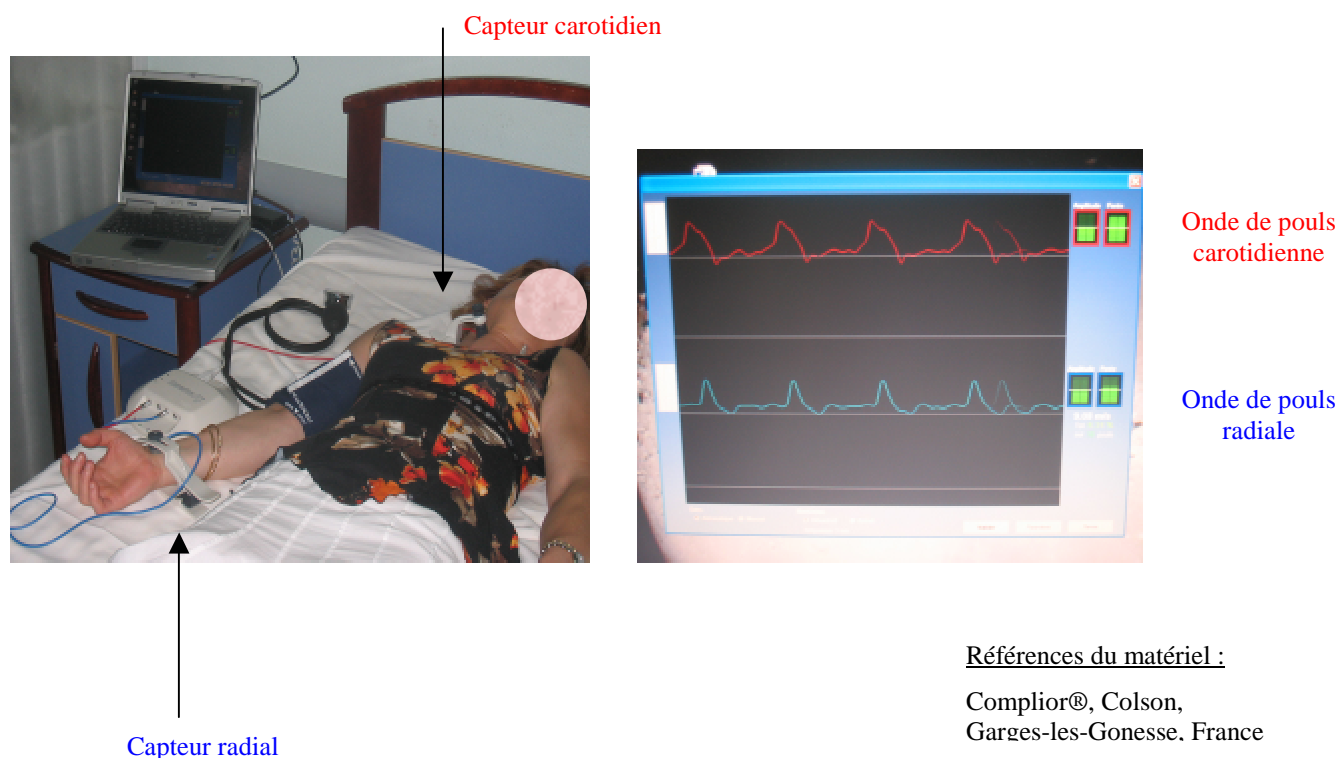 Capteur carotidien
Onde de pouls
carotidienne
Onde de pouls
radiale
Références du matériel :
Complior®, Colson,
Garges-les-Gonesse, France
Capteur radial